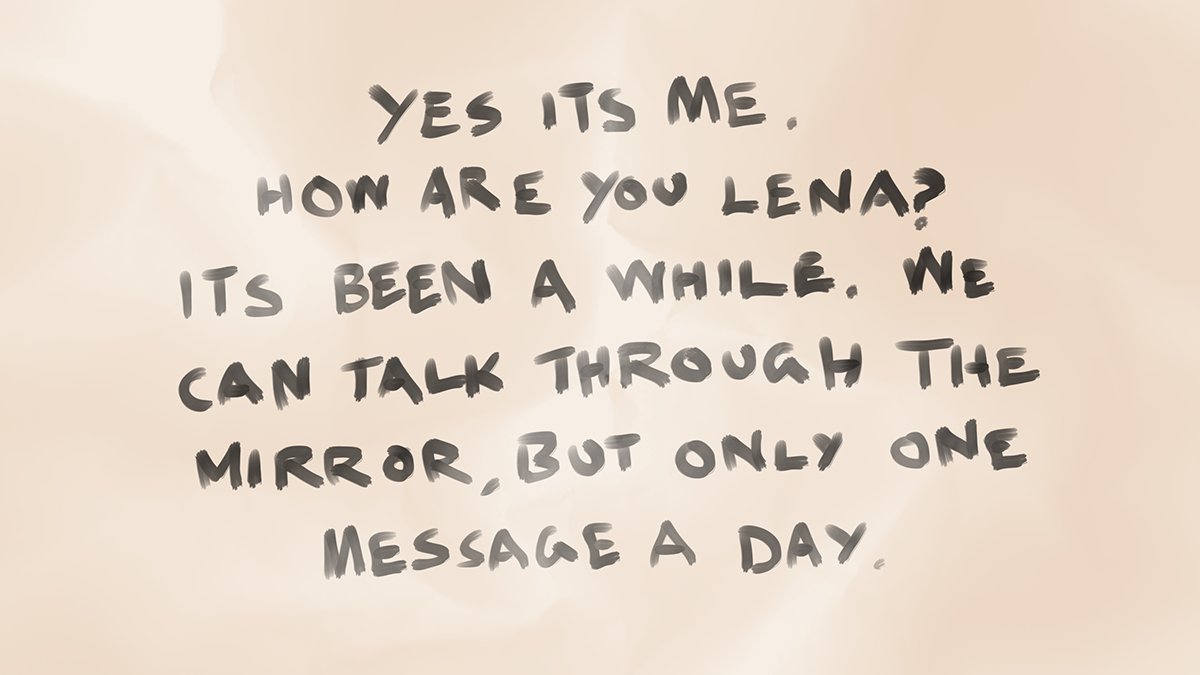 YES ITS ME.
HOW ARE YOU LENA?
ITS BEEN A WHILE. WE
CAN TALK THROUGH THE
MIRROR, BUT ONLY ONE
MESSAGE A DAY.